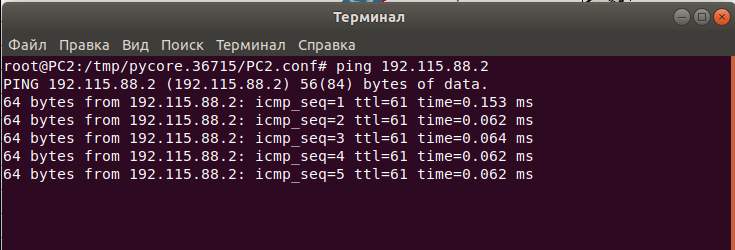 Терминал
Файл Правка Вид Поиск Терминал Справка
root@PC2:/tmp/pycore.36715/PC2.conf# ping 192.115.88.2
PING 192.115.88.2 (192.115.88.2) 56(84) bytes of data.
64 bytes from 192.115.88.2: icmp_seq=1 ttl=61 time=0.153 ms
64 bytes from 192.115.88.2: icmp_seq=2 ttl=61 time=0.062 ms
64 bytes from 192.115.88.2: icmp_seq=3 ttl=61 time=0.064 ms
64 bytes from 192.115.88.2: icmp_seq=4 ttl=61 time=0.062 ms
64 bytes from 192.115.88.2: icmp_seq=5 ttl=61 time=0.062 ms